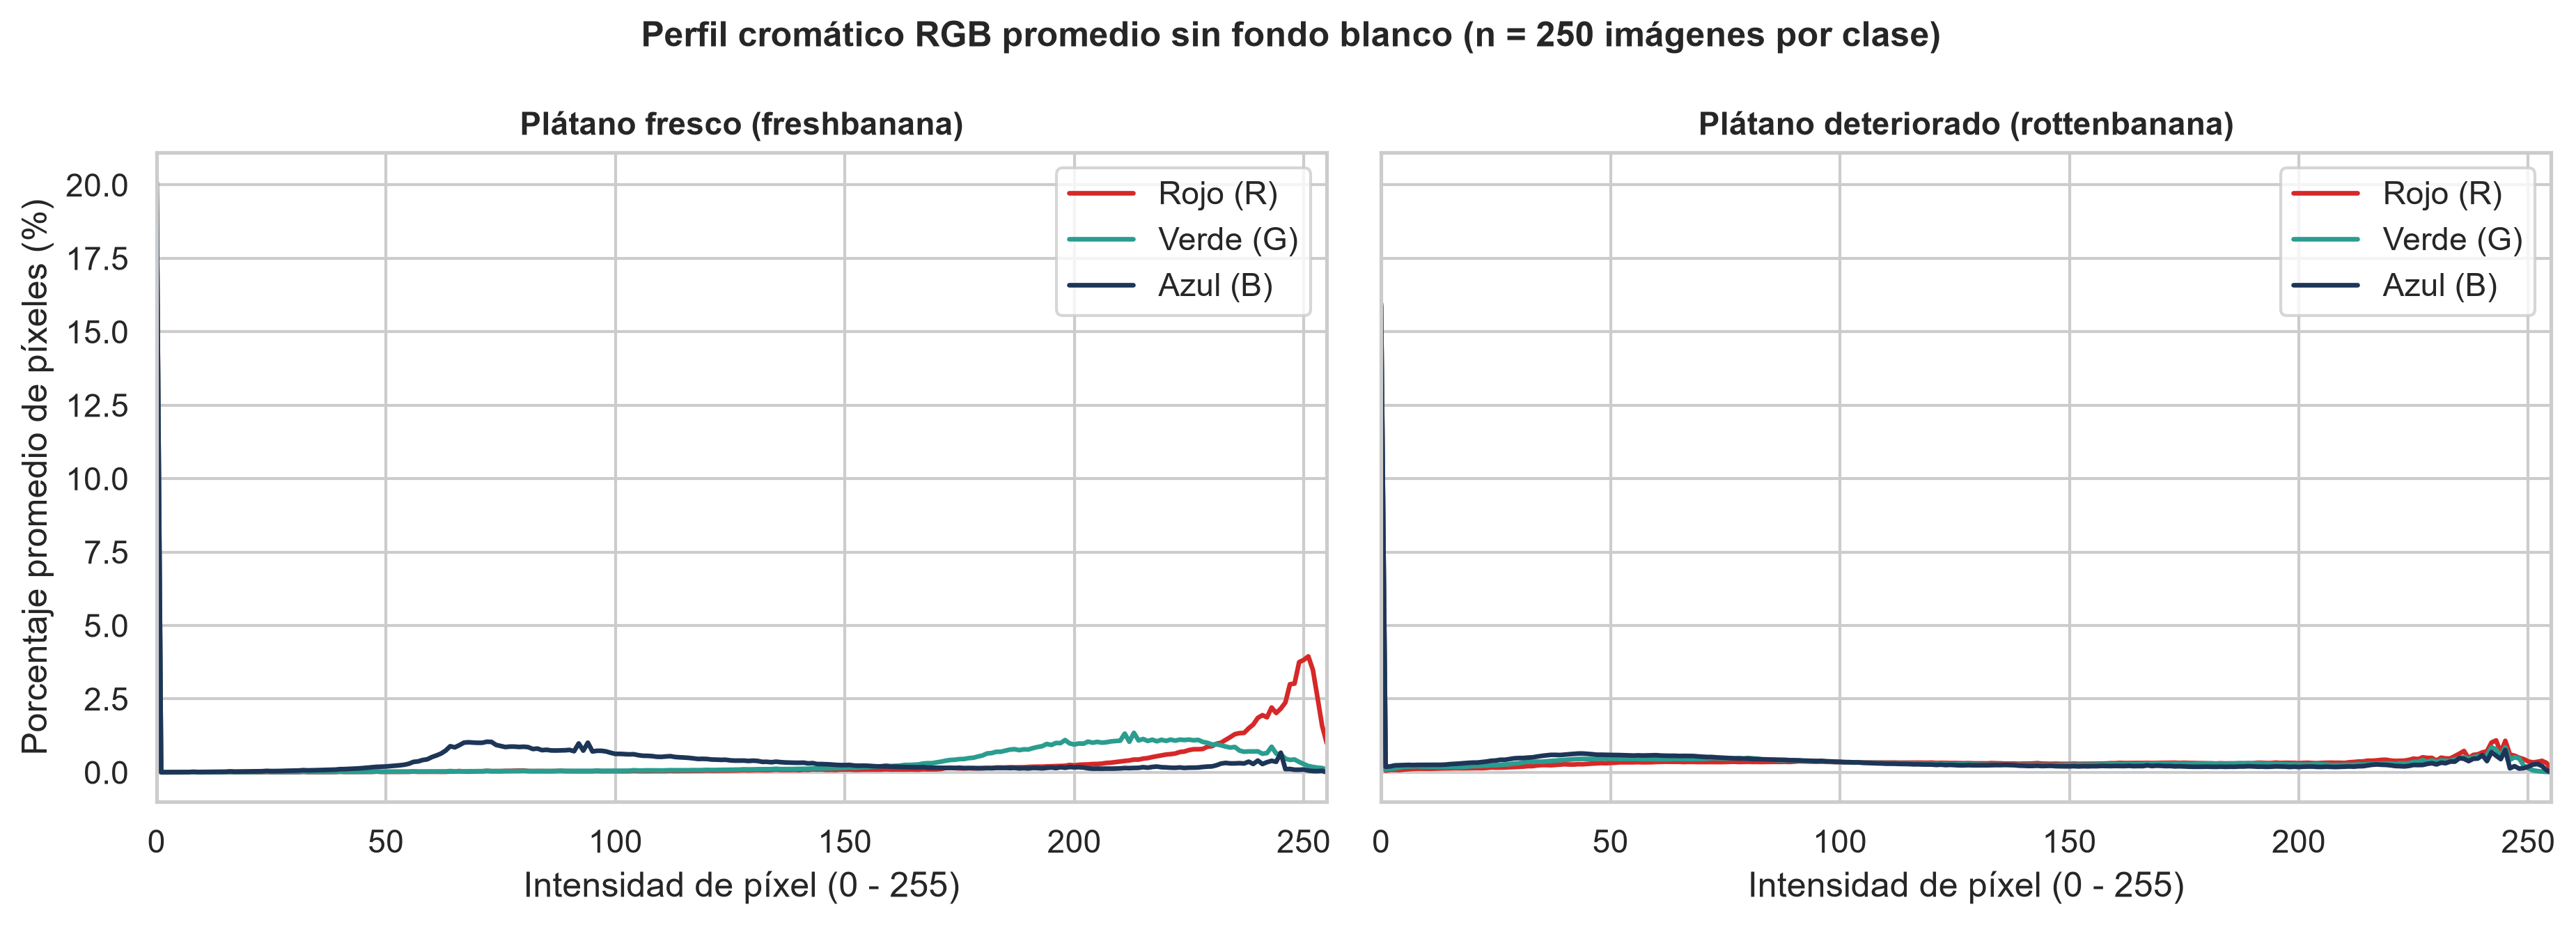 Perfil cromático RGB promedio sin fondo blanco (n = 250 imágenes por clase)
Plátano fresco (freshbanana)
Porcentaje promedio de píxeles (%)
20.0
17.5
15.0
12.5
10.0
7.5
5.0
2.5
0.0
Rojo (R)
Verde (G)
Azul (B)
0 50 100 150 200 250
Intensidad de píxel (0 - 255)
Plátano deteriorado (rottenbanana)
Rojo (R)
Verde (G)
Azul (B)
0 50 100 150 200 250
Intensidad de píxel (0 - 255)